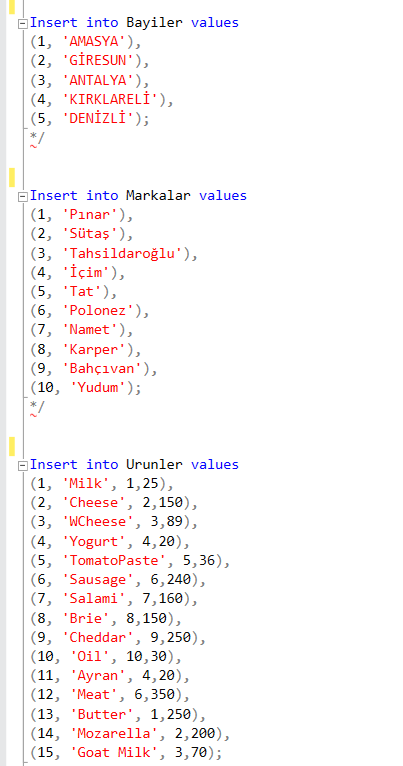 Insert into Bayiler values
(1, 'AMASYA'),
(2, 'GİRESUN'),
(3, 'ANTALYA'),
(4, 'KIRKLARELİ'),
(5, 'DENİZLİ');
*/
Insert into Markalar values
(1, 'Pınar'),
(2, 'Sütaş'),
(3, 'Tahsildaroğlu'),
(4, 'İçim'),
(5, 'Tat'),
(6, 'Polonez'),
(7, 'Namet'),
(8, 'Karper'),
(9, 'Bahçıvan'),
(10, 'Yudum');
*/
Insert into Urunler values
(1, 'Milk', 1,25),
(2, 'Cheese', 2,150),
(3, 'WCheese', 3,89),
(4, 'Yogurt', 4,20),
(5, 'TomatoPaste', 5,36),
(6, 'Sausage', 6,240),
(7, 'Salami', 7,160),
(8, 'Brie', 8,150),
(9, 'Cheddar', 9,250),
(10, 'Oil', 10,30),
(11, 'Ayran', 4,20),
(12, 'Meat', 6,350),
(13, 'Butter', 1,250),
(14, 'Mozarella', 2,200),
(15, 'Goat Milk', 3,70);